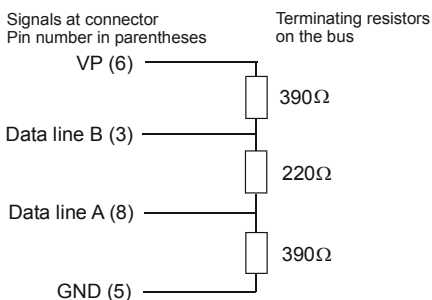 Signals at connector
Pin number in parentheses
Terminating resistors
on the bus
VP (6)
390Ω
Data line B (3)
220Ω
Data line A (8)
390Ω
GND (5)